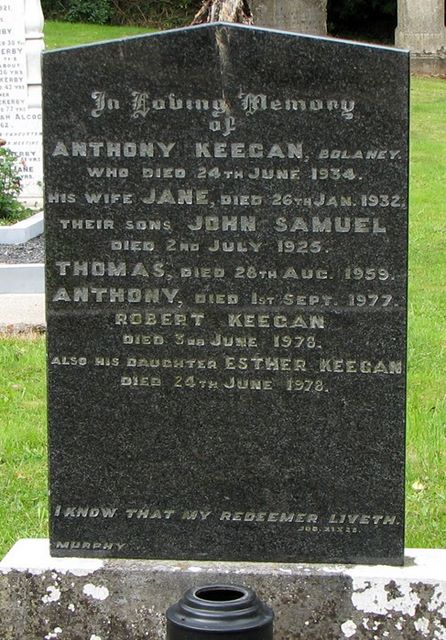 In Loving Memory
of
ANTHONY KEEGAN, BOLANEY.
WHO DIED 24TH JUNE 1934.
HIS WIFE JANE, DIED 26TH JAN. 1932.
THEIR SONS JOHN SAMUEL
DIED 2ND JULY 1925.
THOMAS, DIED 28TH AUG. 1959.
ANTHONY, DIED 1ST SEPT. 1977.
ROBERT KEEGAN
DIED 3RD JUNE 1978.
ALSO HIS DAUGHTER ESTHER KEEGAN
DIED 24TH JUNE 1978.
I KNOW THAT MY REDEEMER LIVETH.
JOB.
MURPHY